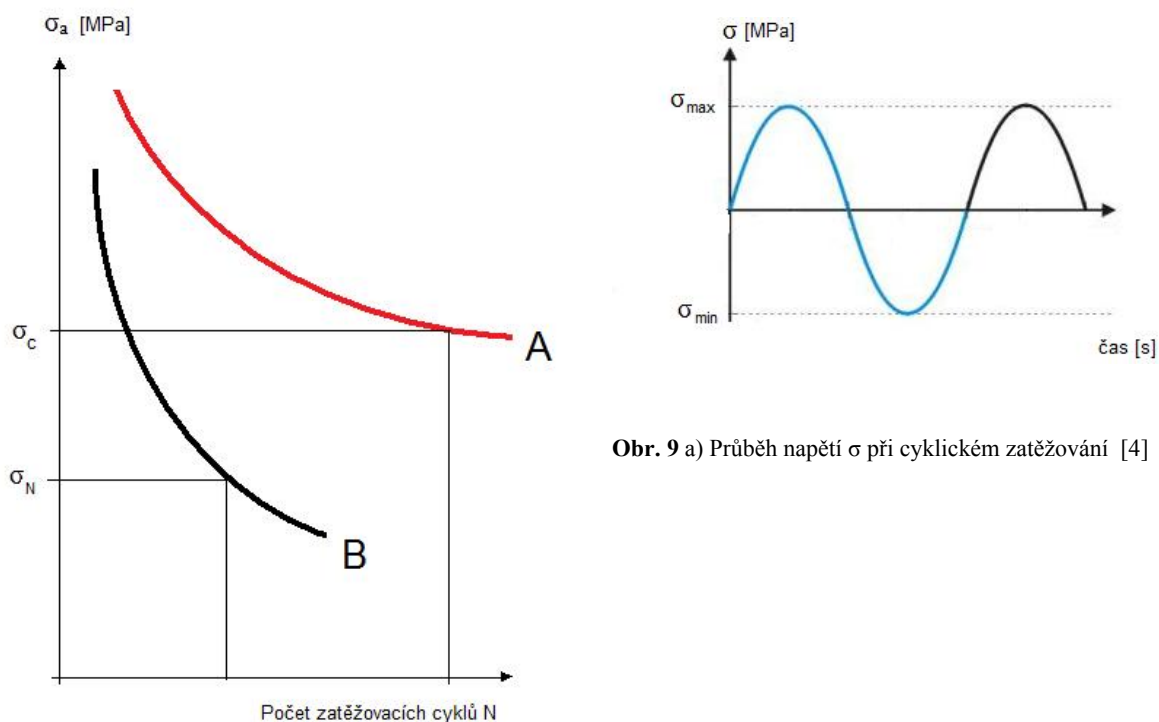 σa [MPa]
σc
σN
A
B
Počet zatěžovacích cyklů N
σ [MPa]
σmax
σmin
čas [s]
Obr. 9 a) Průběh napětí σ při cyklickém zatěžování [4]